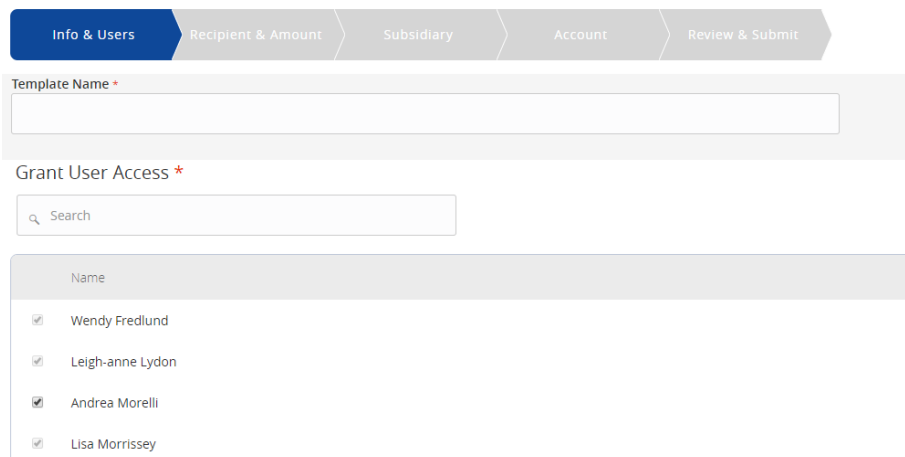 Info & Users Recipient & Amount Subsidiary Account Review & Submit
Template Name *
Grant User Access *
Search
Name
Wendy Fredlund
Leigh-anne Lydon
Andrea Morelli
Lisa Morrissey